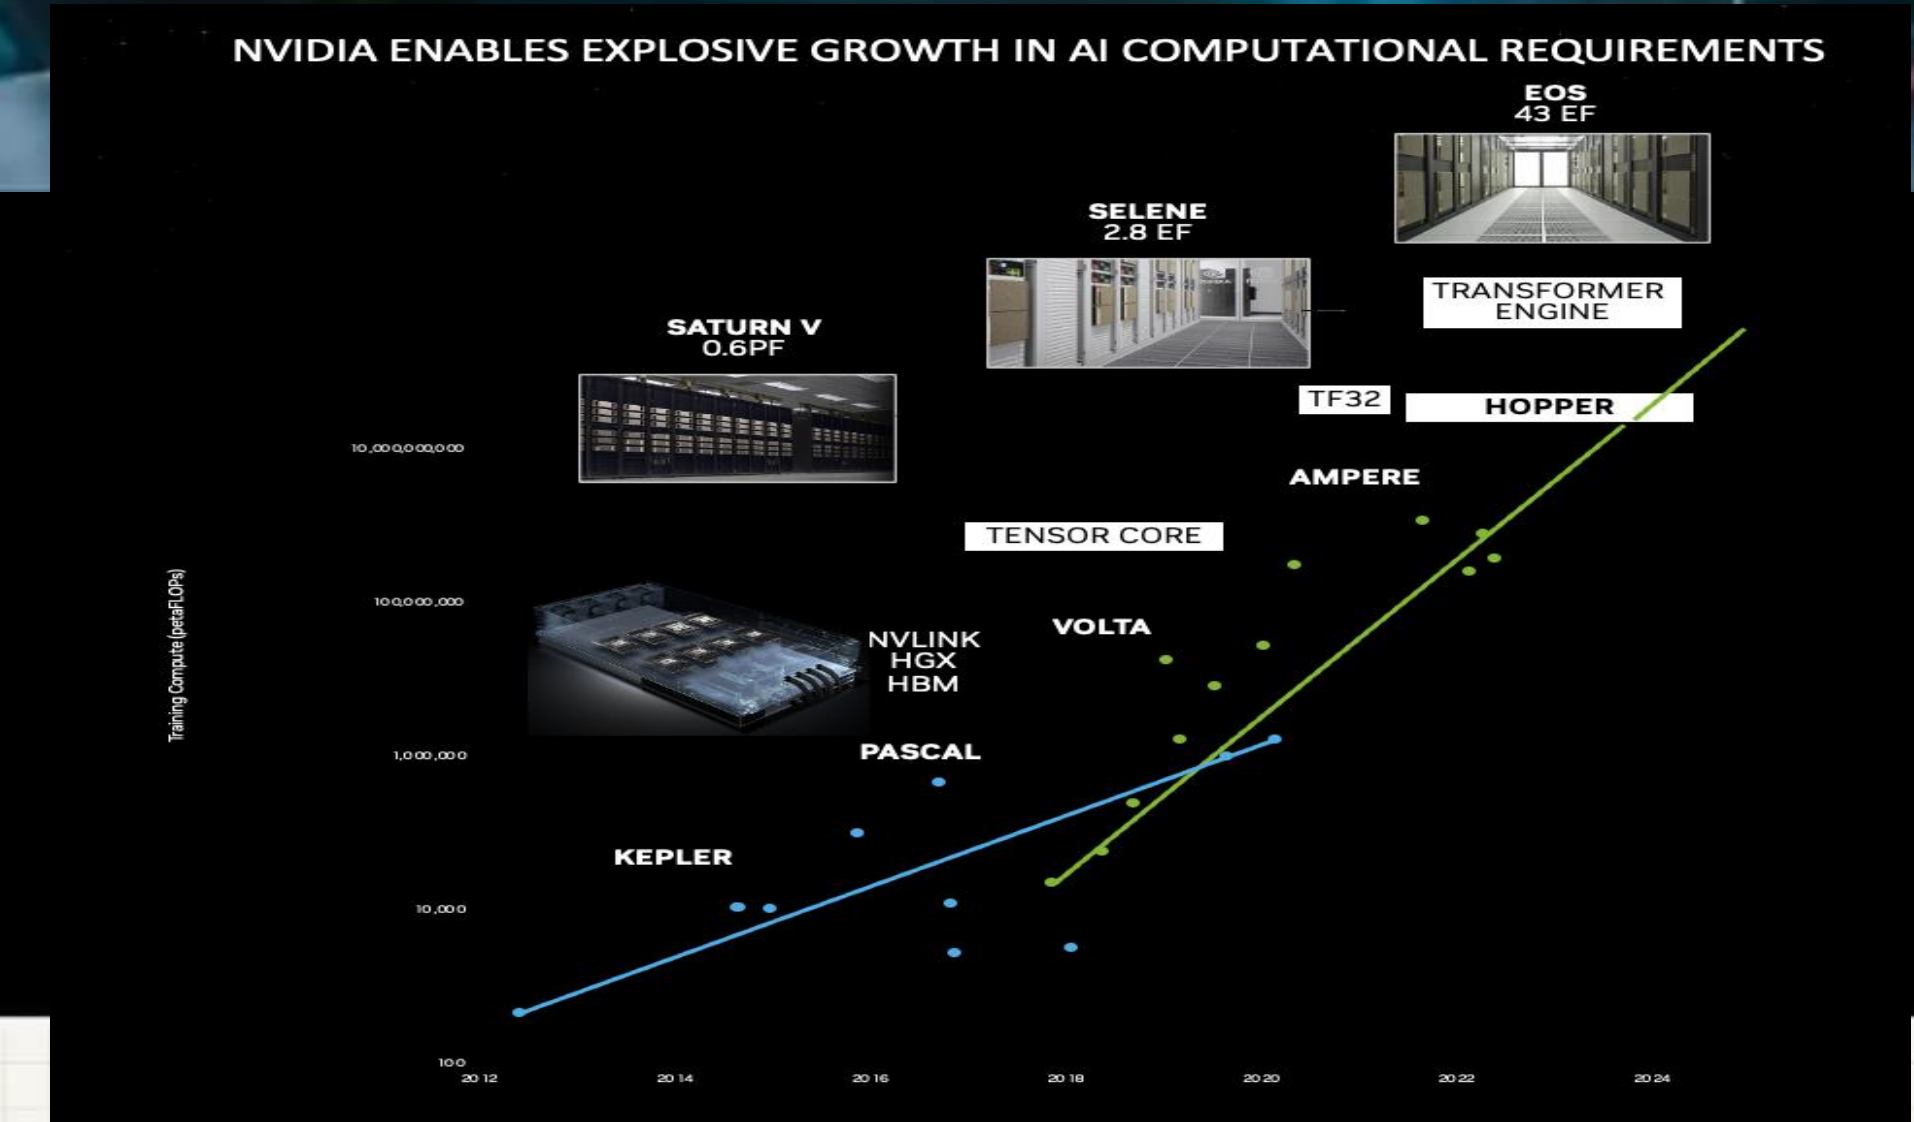 NVIDIA ENABLES EXPLOSIVE GROWTH IN AI COMPUTATIONAL REQUIREMENTS
EOS
43 EF
SELENE
2.8 EF
TRANSFORMER
ENGINE
SATURN V
0.6PF
TF32
HOPPER
10,000,000,000
AMPERE
TENSOR CORE
Training Compute (petaFLOPs)
100,000,000
VOLTA
NVLINK
HGX
HBM
1,000,000
PASCAL
KEPLER
10,000
100
2012 2014 2016 2018 2020 2022 2024